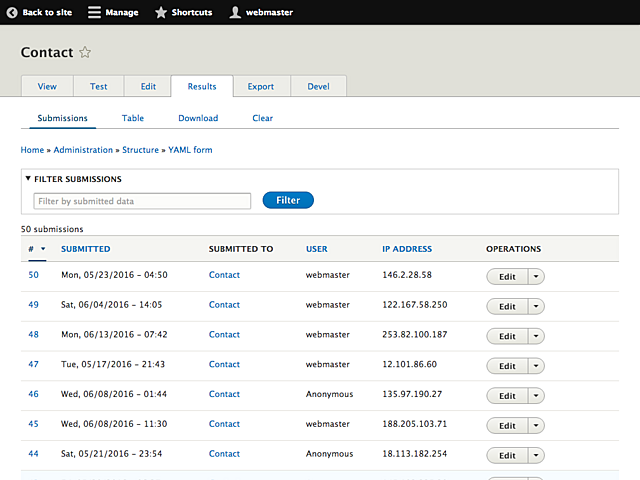 Back to site Manage Shortcuts webmaster
Contact
View Test Edit Results Export Devel
Submissions Table Download Clear
Home » Administration » Structure » YAML form
▼ FILTER SUBMISSIONS
Filter by submitted data Filter
50 submissions
# ▼ SUBMITTED SUBMITTED TO USER IP ADDRESS OPERATIONS
50 Mon, 05/23/2016 - 04:50 Contact webmaster 146.2.28.58 Edit
49 Sat, 06/04/2016 - 14:05 Contact webmaster 122.167.58.250 Edit
48 Mon, 06/13/2016 - 07:42 Contact webmaster 253.82.100.187 Edit
47 Tue, 05/17/2016 - 21:43 Contact webmaster 12.101.86.60 Edit
46 Wed, 06/08/2016 - 01:44 Contact Anonymous 135.97.190.27 Edit
45 Wed, 06/08/2016 - 11:30 Contact webmaster 188.205.103.71 Edit
44 Sat, 05/21/2016 - 23:54 Contact Anonymous 18.113.182.254 Edit